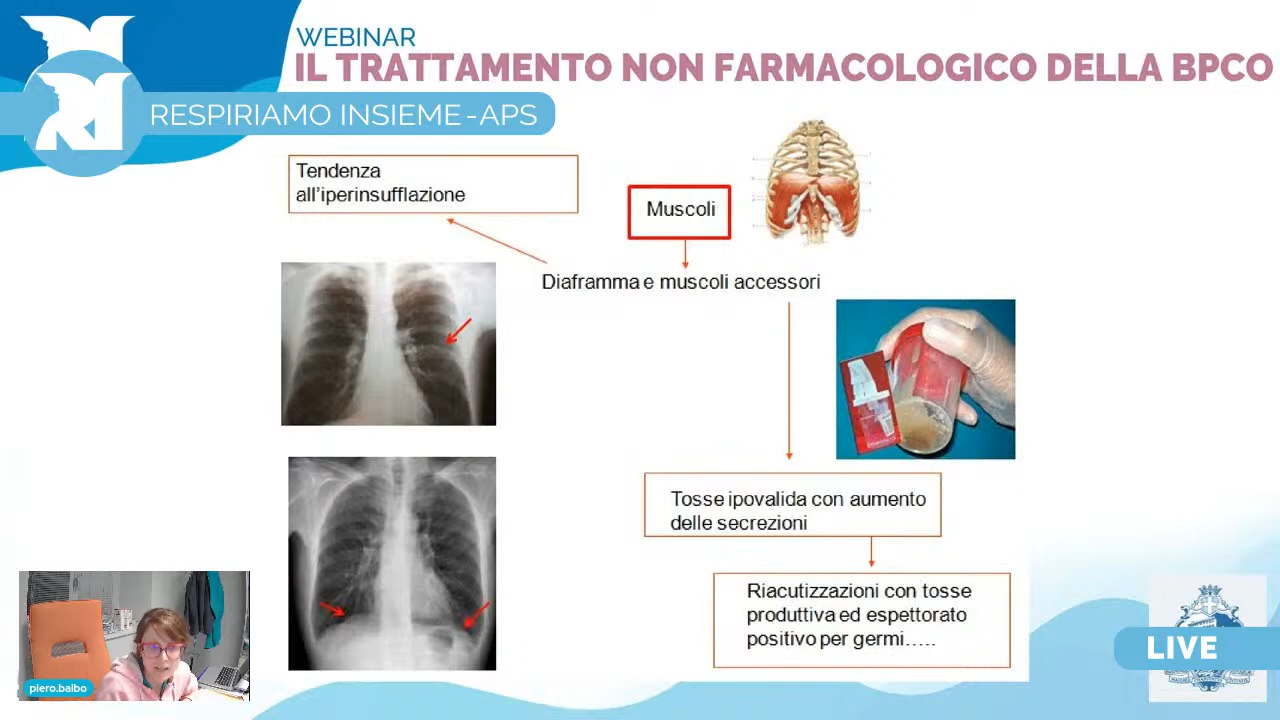 WEBINAR
IL TRATTAMENTO NON FARMACOLOGICO DELLA BPCO
RESPIRIAMO INSIEME-APS
Tendenza
all'iperinsufflazione
Muscoli
Diaframma e muscoli accessori
Tosse ipovalida con aumento
delle secrezioni
Riacutizzazioni con tosse
produttiva ed espettorato
positivo per germi.....
piero.balbo
LIVE